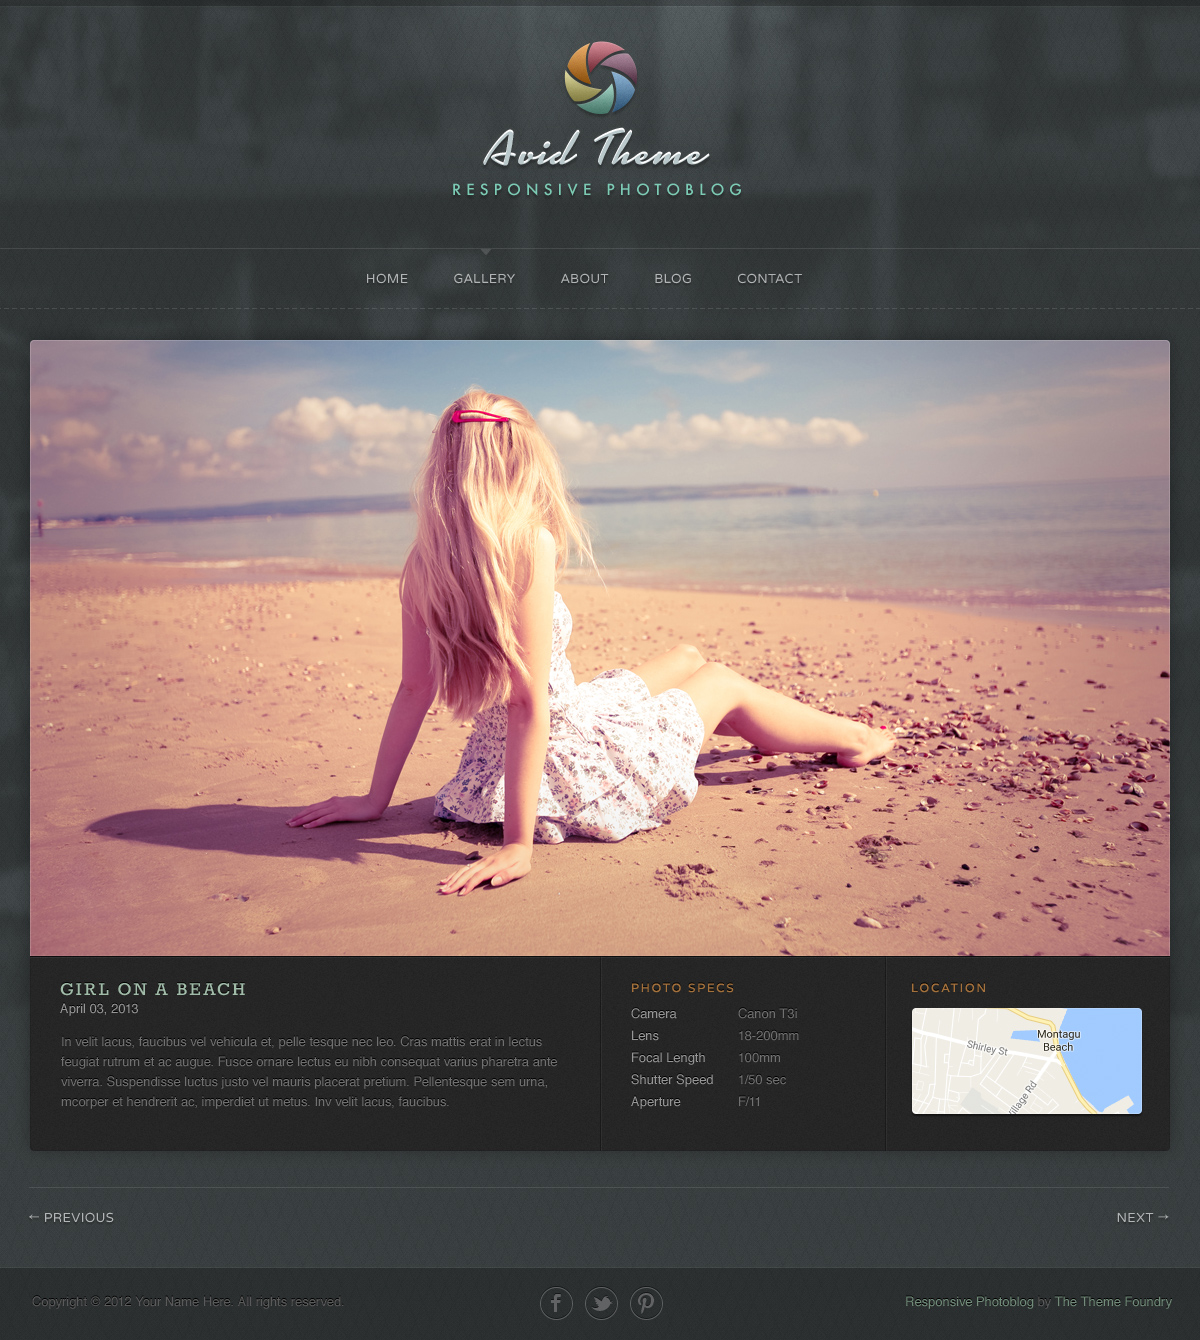 Avid Theme
RESPONSIVE PHOTOBLOG
HOME GALLERY ABOUT BLOG CONTACT
GIRL ON A BEACH
April 03, 2013
In velit lacus, faucibus vel vehicula et, pelle tesque nec leo. Cras mattis erat in lectus
feugiat rutrum et ac augue. Fusce ornare lectus eu nibh consequat varius pharetra ante
viverra. Suspendisse luctus justo vel mauris placerat pretium. Pellentesque sem urna,
mcorper et hendrerit ac, imperdiet ut metus. Inv velit lacus, faucibus.
PHOTO SPECS
Camera Canon T3i
Lens 18-200mm
Focal Length 100mm
Shutter Speed 1/50 sec
Aperture F/11
LOCATION
Montagu
Beach
Shirley St
illage Rd
← PREVIOUS
NEXT →
Copyright © 2012 Your Name Here. All rights reserved.
Responsive Photoblog by The Theme Foundry